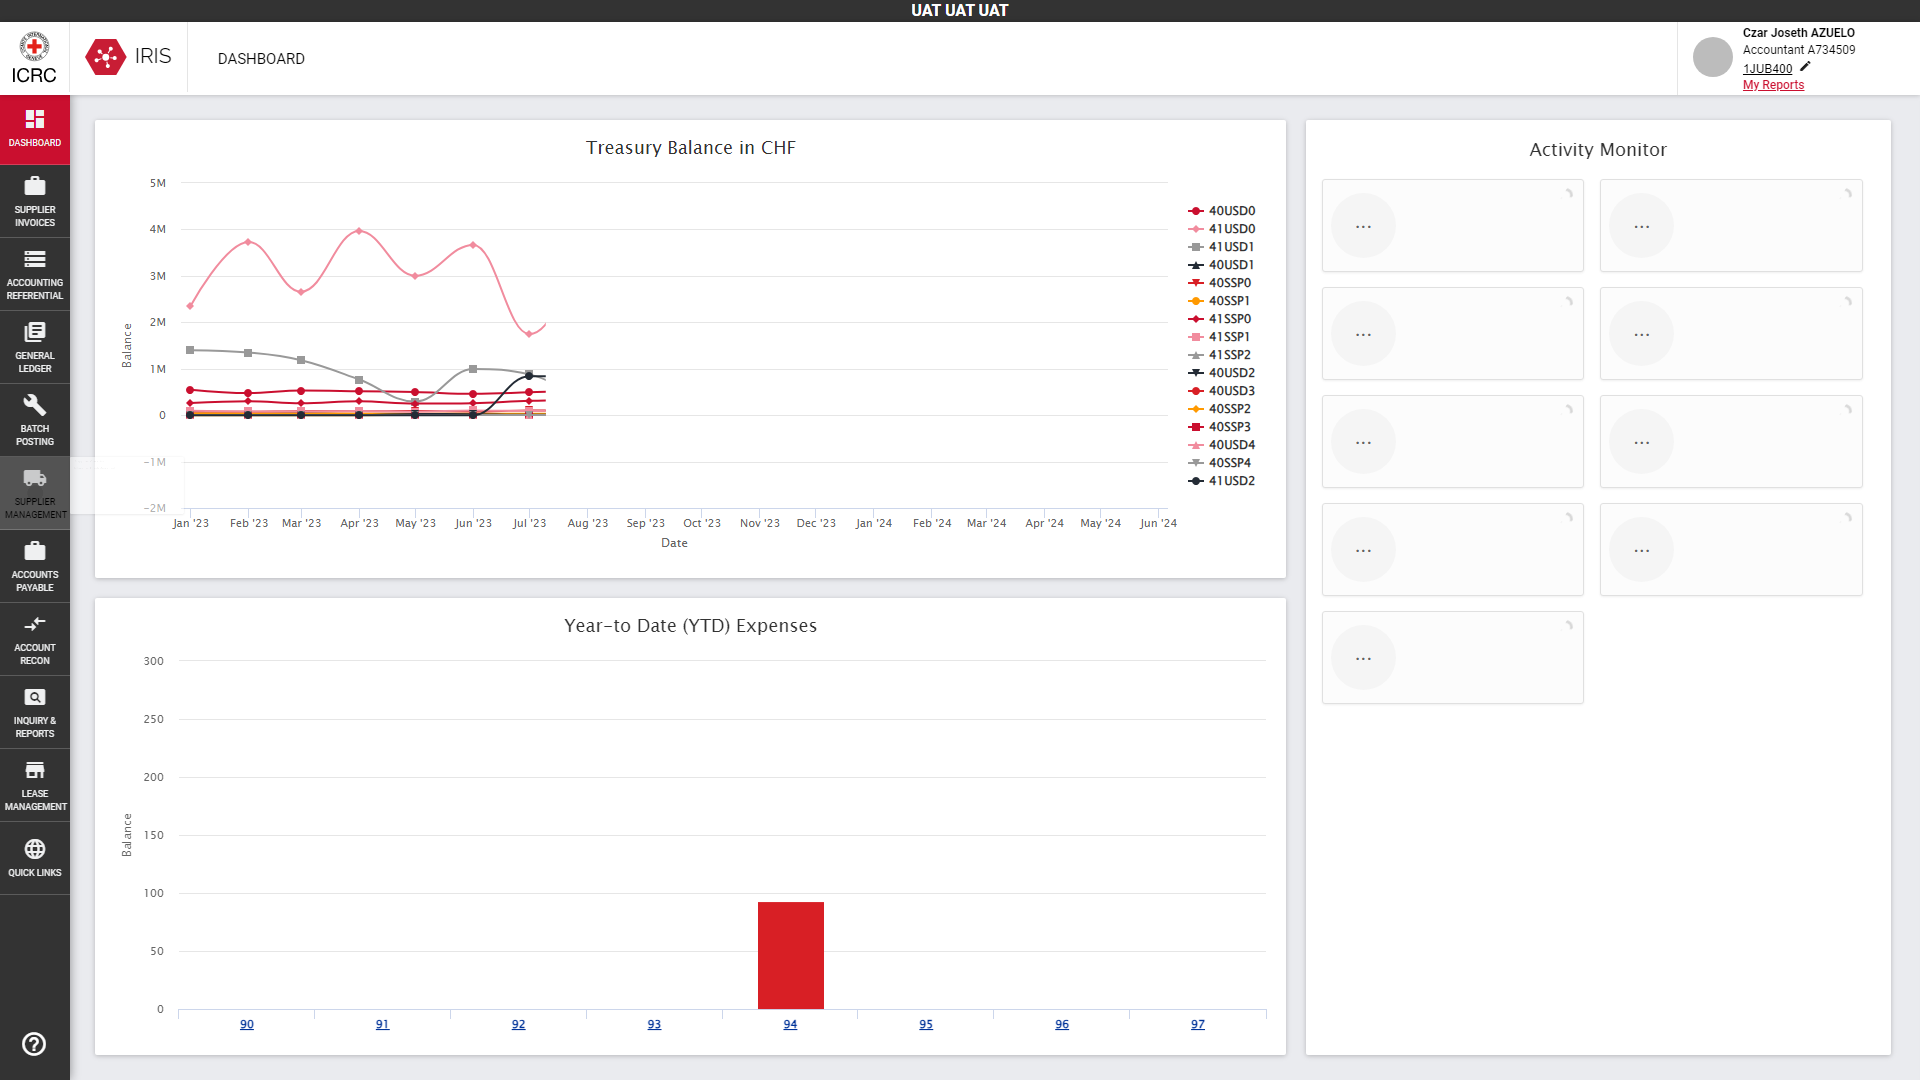 UAT UAT UAT
ICRC
IRIS
DASHBOARD
Czar Joseth AZUELO
Accountant A734509
1JUB400
My Reports
DASHBOARD
SUPPLIER
INVOICES
ACCOUNTING
REFERENTIAL
GENERAL
LEDGER
BATCH
POSTING
SUPPLIER
MANAGEMENT
ACCOUNTS
PAYABLE
ACCOUNT
RECON
INQUIRY &
REPORTS
LEASE
MANAGEMENT
QUICK LINKS
Treasury Balance in CHF
Balance
5M
4M
3M
2M
1M
0
-1M
-2M
Jan '23 Feb '23 Mar '23 Apr '23 May '23 Jun '23 Jul '23 Aug '23 Sep '23 Oct '23 Nov '23 Dec '23 Jan '24 Feb '24 Mar '24 Apr '24 May '24 Jun '24
Date
40USD0
41USD0
41USD1
40USD1
40SSP0
40SSP1
41SSP0
41SSP1
41SSP2
40USD2
40USD3
40SSP2
40SSP3
40USD4
40SSP4
41USD2
Year-to Date (YTD) Expenses
Balance
300
250
200
150
100
50
0
90 91 92 93 94 95 96 97
Activity Monitor
... ...
... ...
... ...
... ...
...